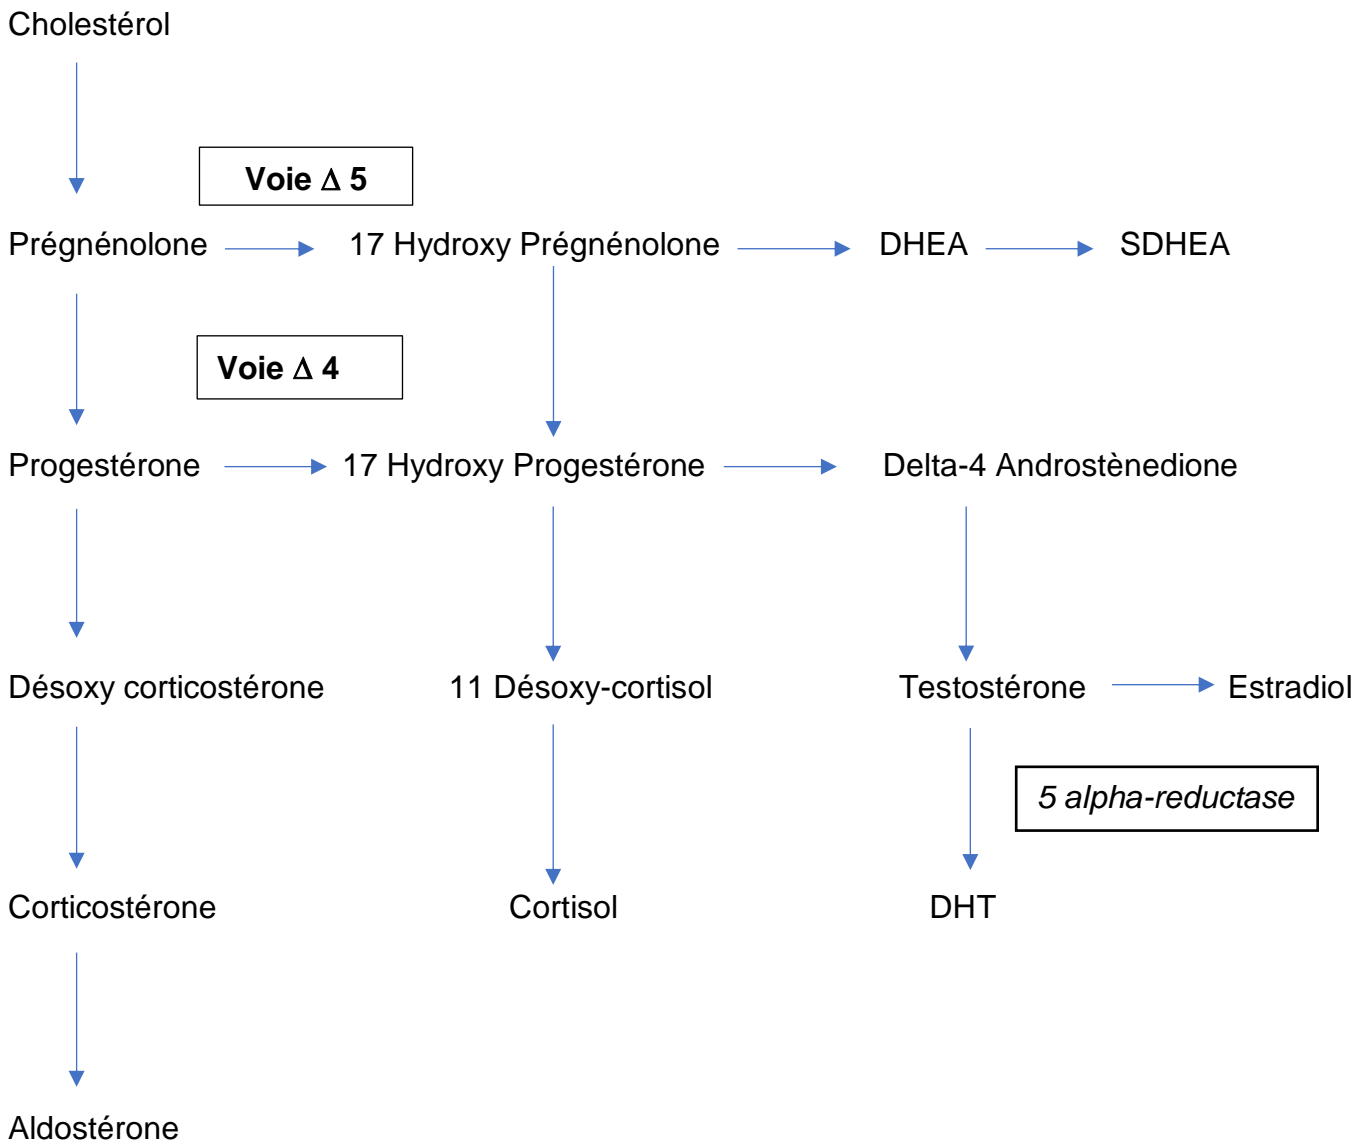 Cholestérol
Voie Δ 5
Prégnénolone 17 Hydroxy Prégnénolone DHEA SDHEA
Voie Δ 4
Progestérone 17 Hydroxy Progestérone Delta-4 Androstènedione
Désoxy corticostérone 11 Désoxy-cortisol Testostérone Estradiol
5 alpha-reductase
Corticostérone Cortisol DHT
Aldostérone